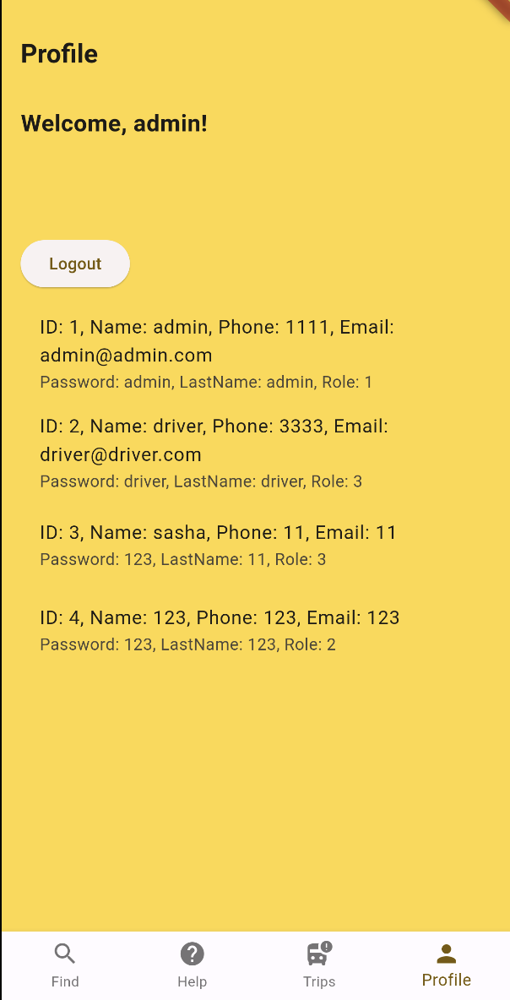 Profile
Welcome, admin!
Logout
ID: 1, Name: admin, Phone: 1111, Email:
admin@admin.com
Password: admin, LastName: admin, Role: 1
ID: 2, Name: driver, Phone: 3333, Email:
driver@driver.com
Password: driver, LastName: driver, Role: 3
ID: 3, Name: sasha, Phone: 11, Email: 11
Password: 123, LastName: 11, Role: 3
ID: 4, Name: 123, Phone: 123, Email: 123
Password: 123, LastName: 123, Role: 2
Find
Help
Trips
Profile